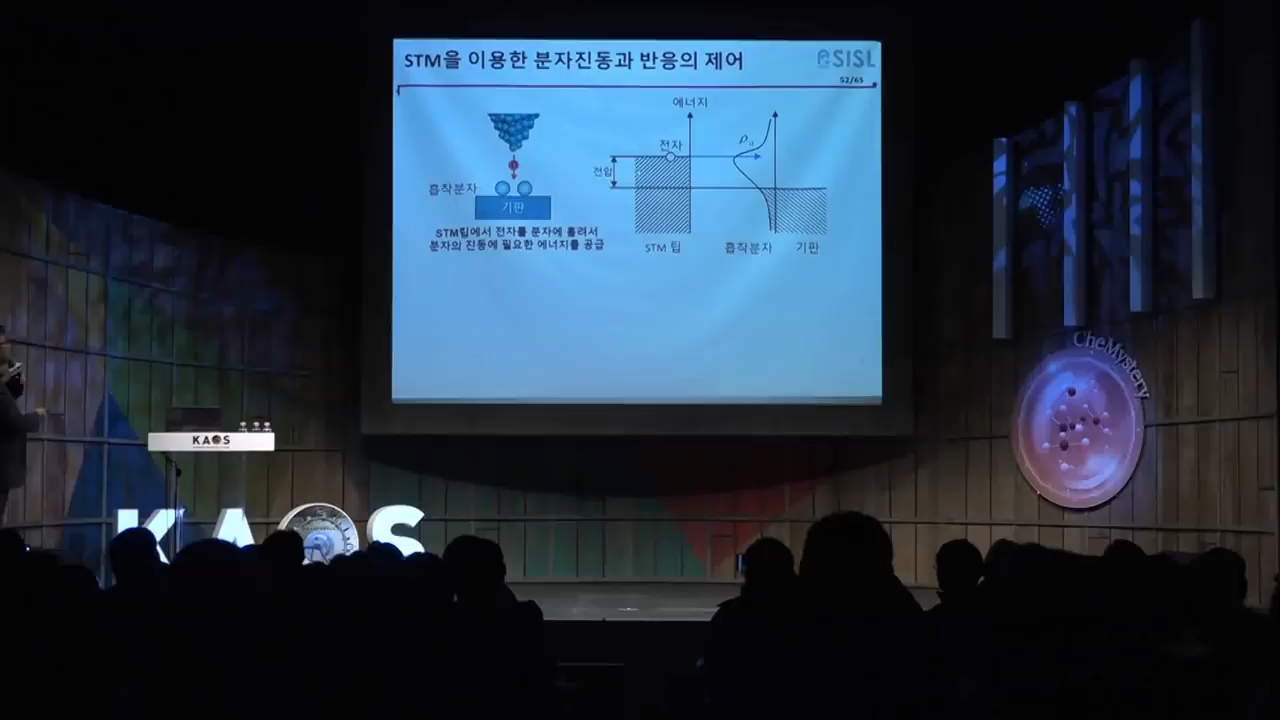 STM을 이용한 분자진동과 반응의 제어
SISL
52/65
에너지
전자
ρa
전압
흡착분자
기판
STM팁에서 전자를 분자에 흘려서
분자의 진동에 필요한 에너지를 공급
STM 팁
흡착분자
기판
CheMystery
KAOS
KAOS